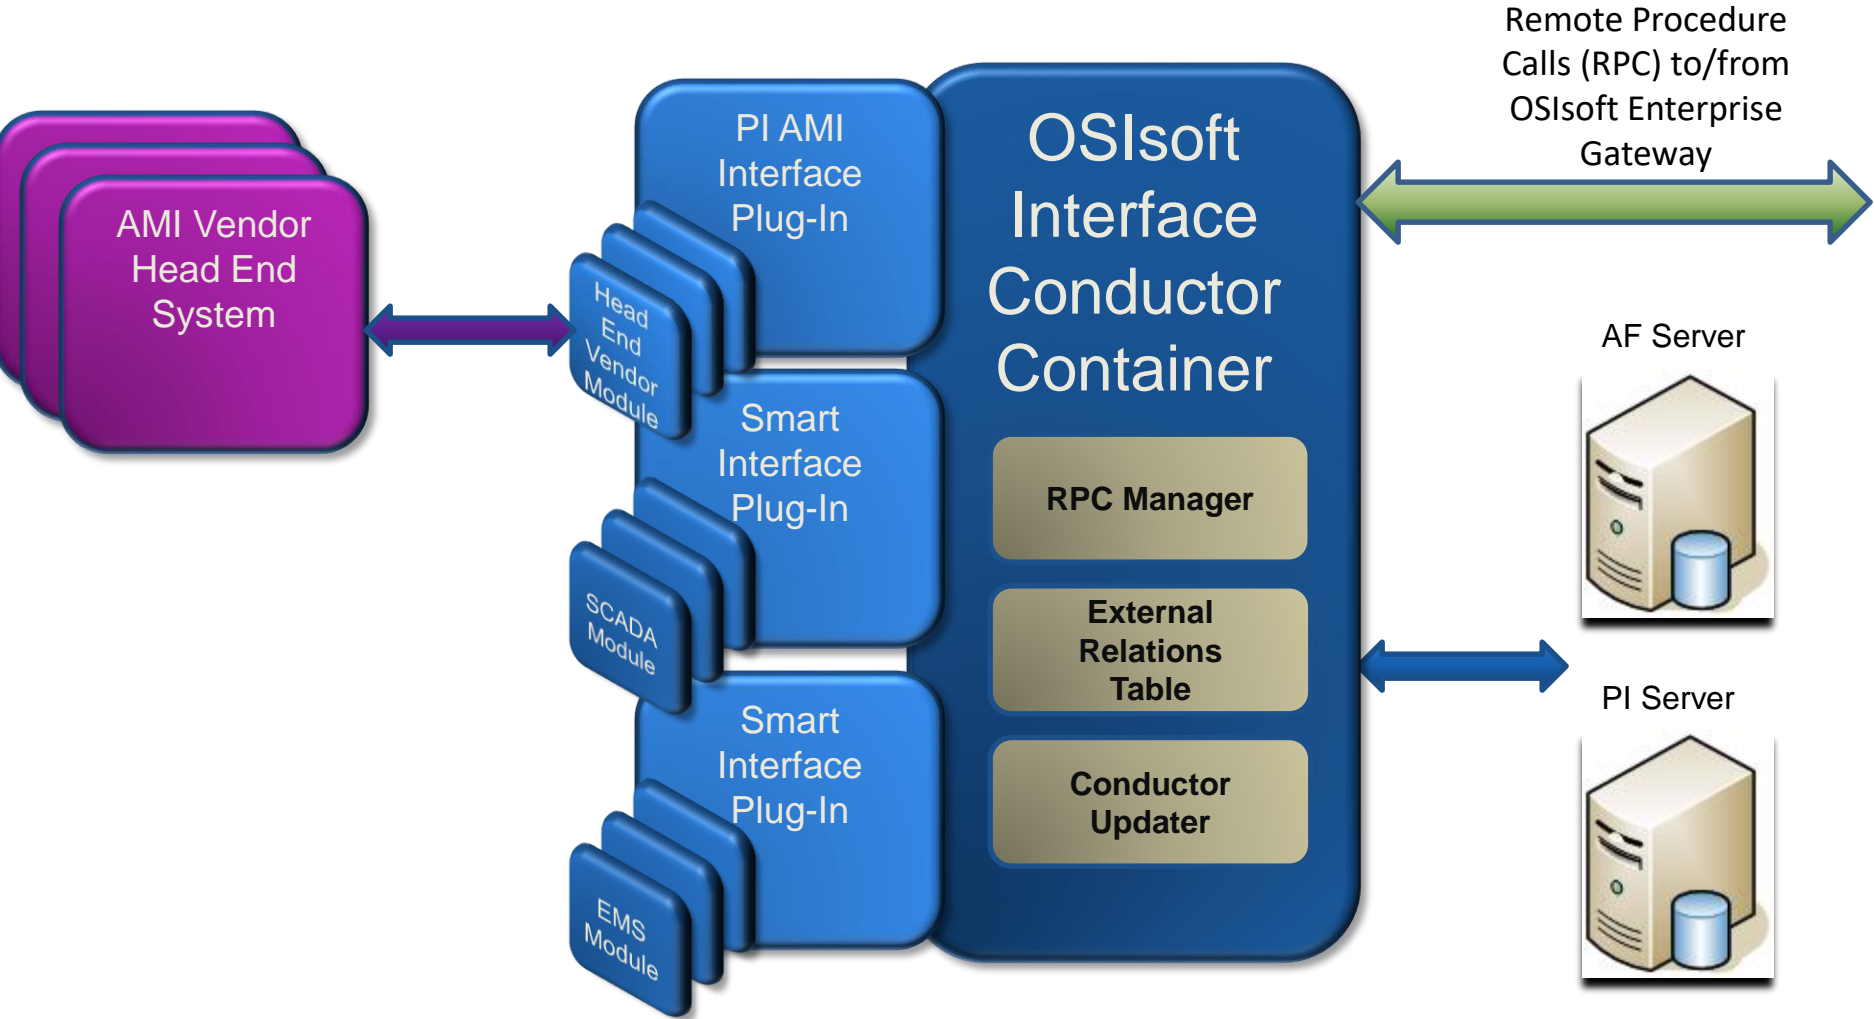 Remote Procedure
Calls (RPC) to/from
OSIsoft Enterprise
Gateway
AMI Vendor
Head End
System
PI AMI
Interface
Plug-In
Head
End
Vendor
Module
Smart
Interface
Plug-In
SCADA
Module
Smart
Interface
Plug-In
EMS
Module
OSIsoft
Interface
Conductor
Container
RPC Manager
External
Relations
Table
Conductor
Updater
AF Server
PI Server